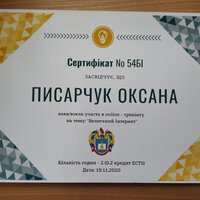 Сертифікат № 54БІ
ЗАСВІДЧУЄ, ЩО
ПИСАРЧУК ОКСАНА
взяв/взяла участь в online - тренінгу
на тему: "Безпечний Інтернет"
Кількість годин - 2 (0,2 кредит ECTS)
Дата: 19.11.2020